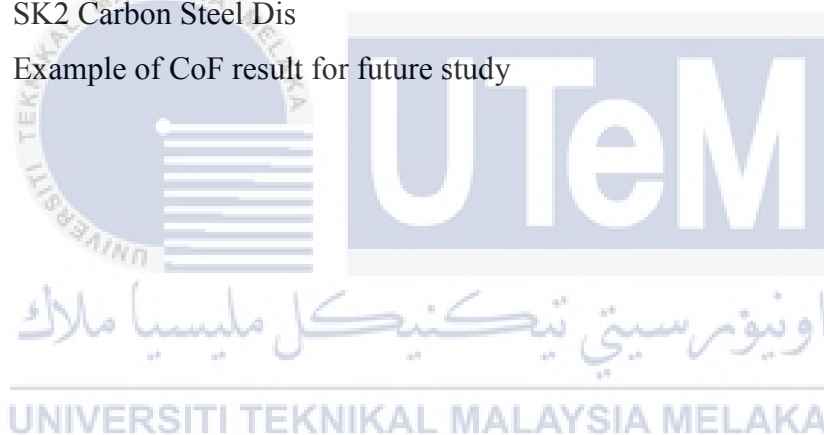 SK2 Carbon Steel Dis
Example of CoF result for future study
UTeM
اونيۏرسيتي تيكنيكل مليسيا ملاك
UNIVERSITI TEKNIKAL MALAYSIA MELAKA